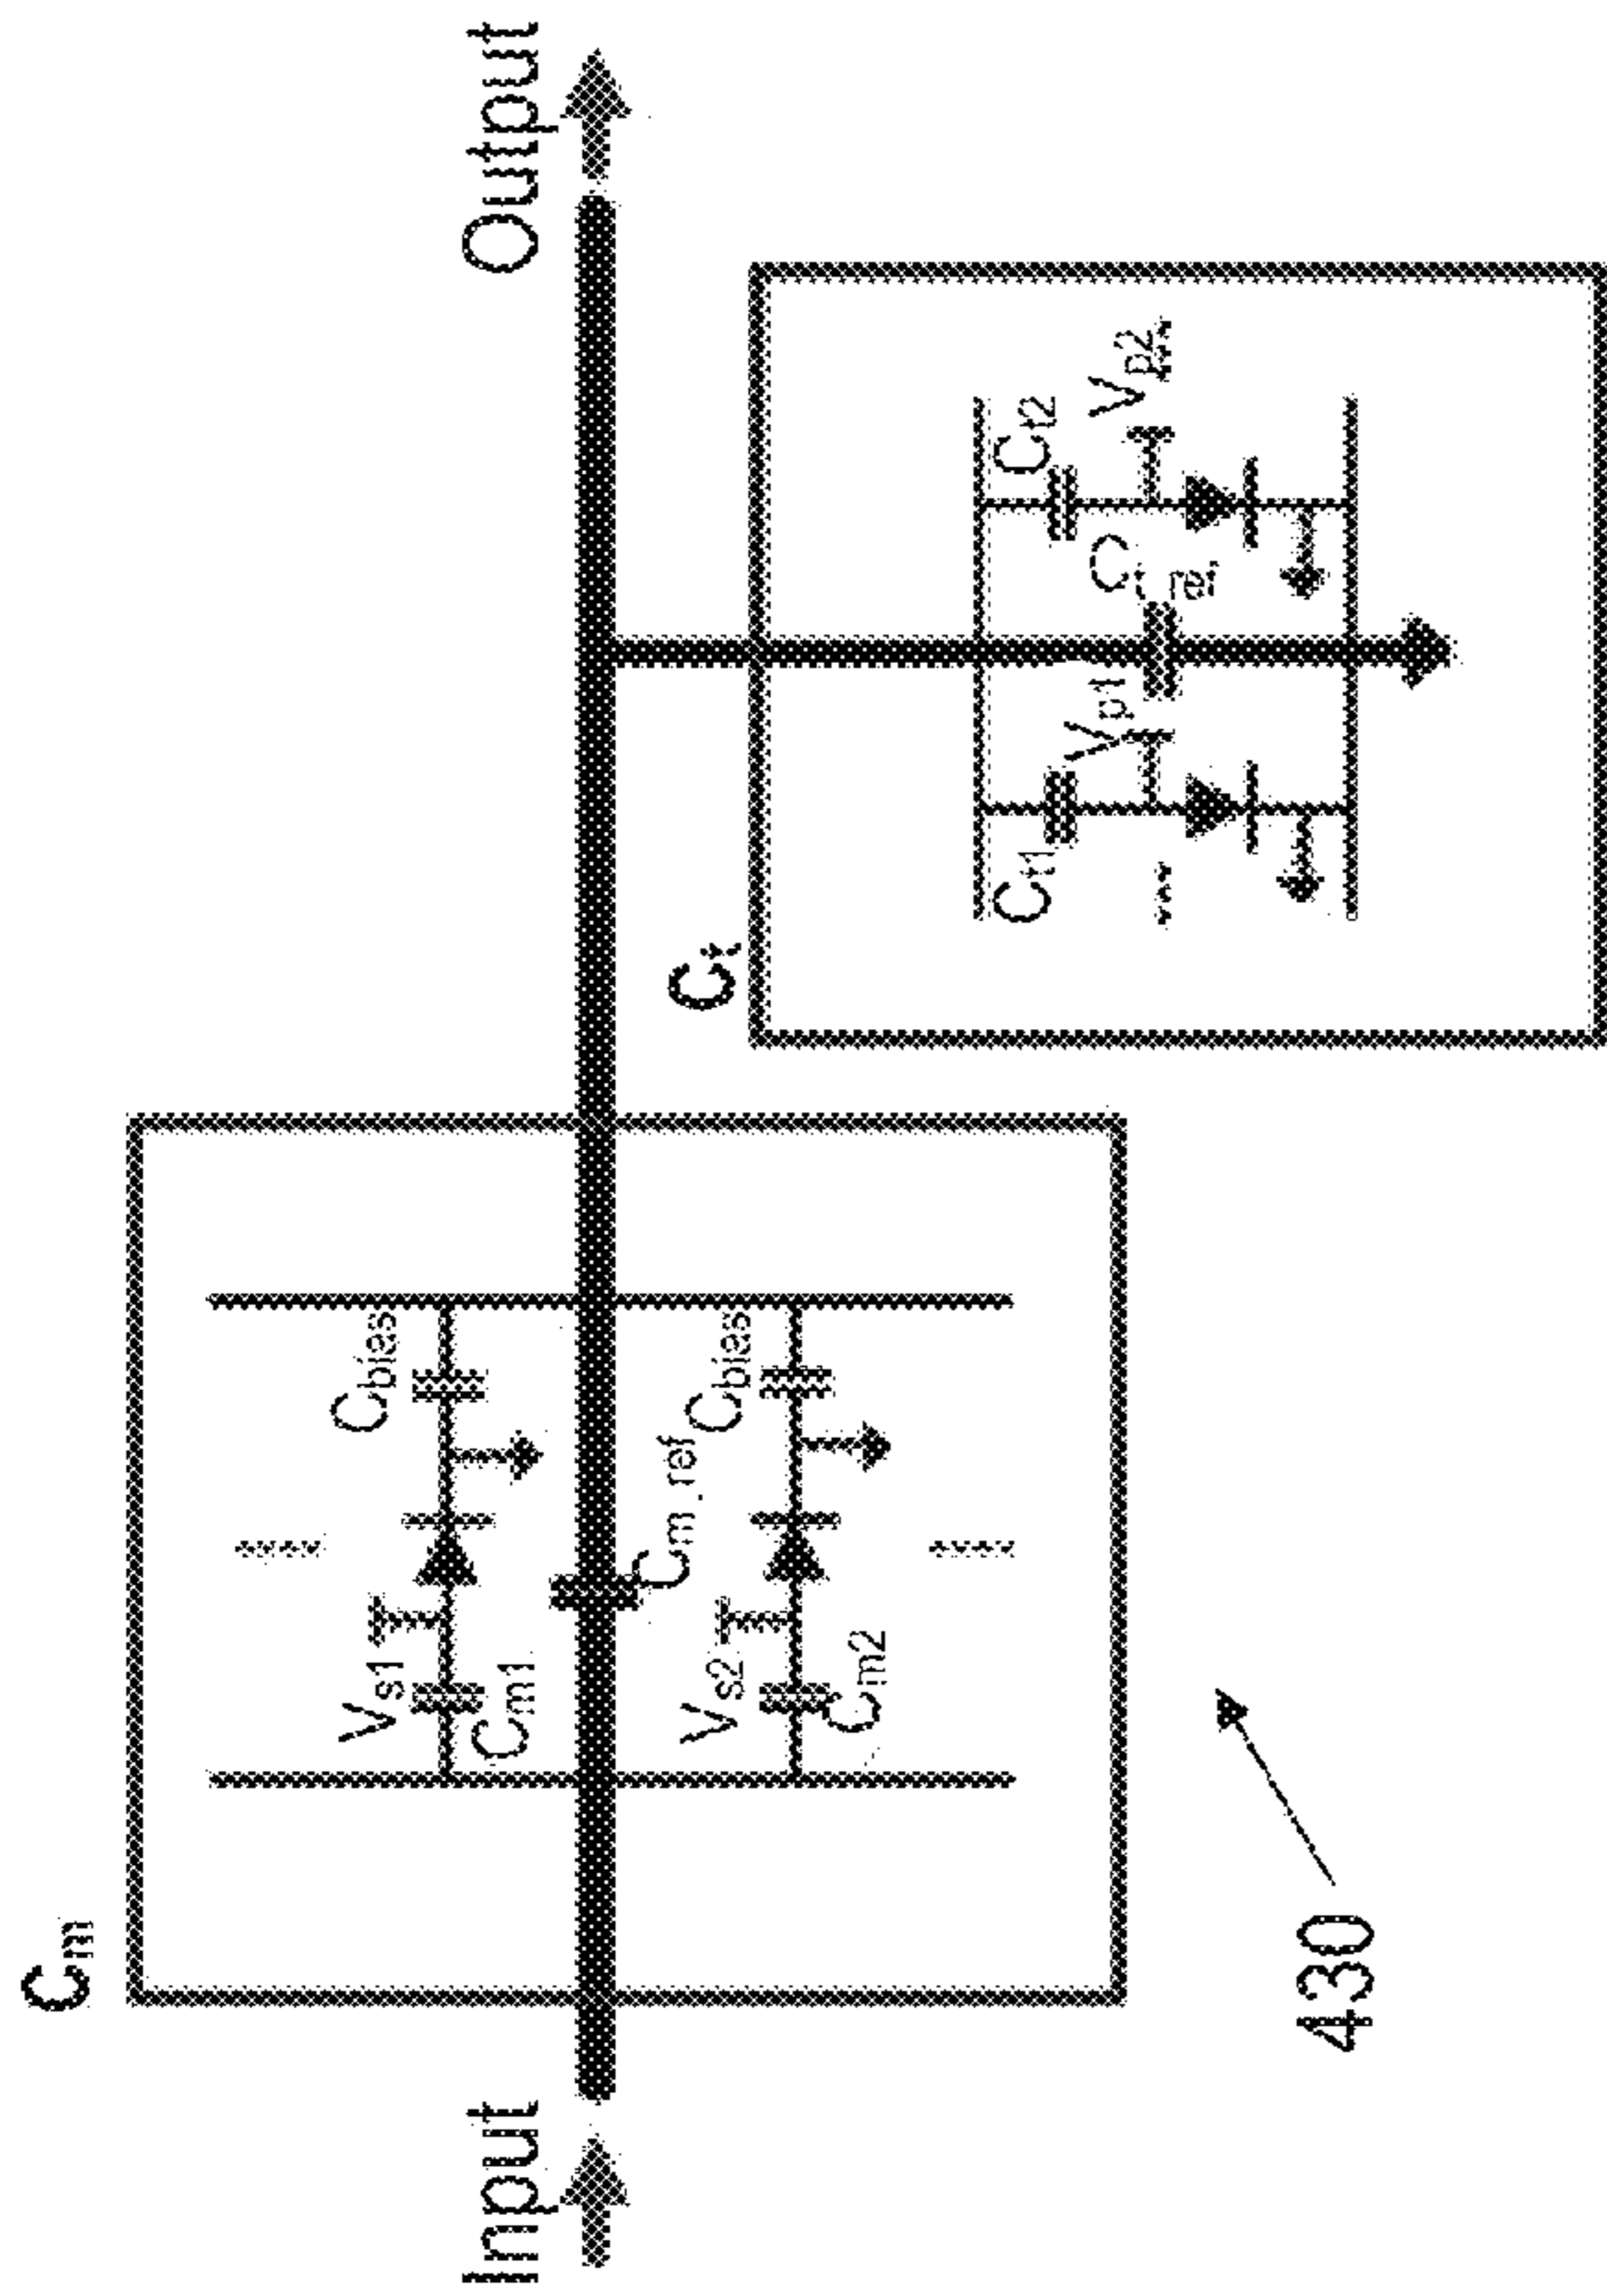 Input
Output
Cm
Vs1
Cm1
Cbias
Cm_ref
Vs2
Cm2
Cbias
Ct
Ct1
Vp1
Ct_ref
Ct2
Vp2
430